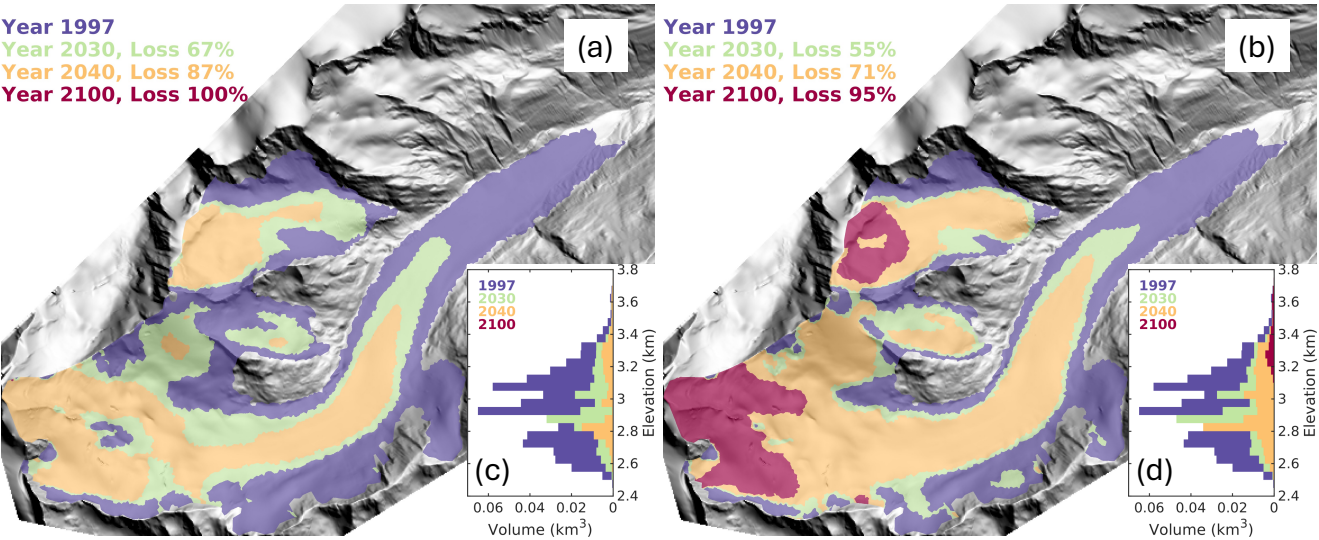 Year 1997
Year 2030, Loss 67%
Year 2040, Loss 87%
Year 2100, Loss 100%
(a)
1997
2030
2040
2100
3.8
3.6
3.4
3.2
3
2.8
2.6
2.4
Elevation (km)
(c)
0.06 0.04 0.02 0
Volume (km³)
Year 1997
Year 2030, Loss 55%
Year 2040, Loss 71%
Year 2100, Loss 95%
(b)
1997
2030
2040
2100
3.8
3.6
3.4
3.2
3
2.8
2.6
2.4
Elevation (km)
(d)
0.06 0.04 0.02 0
Volume (km³)